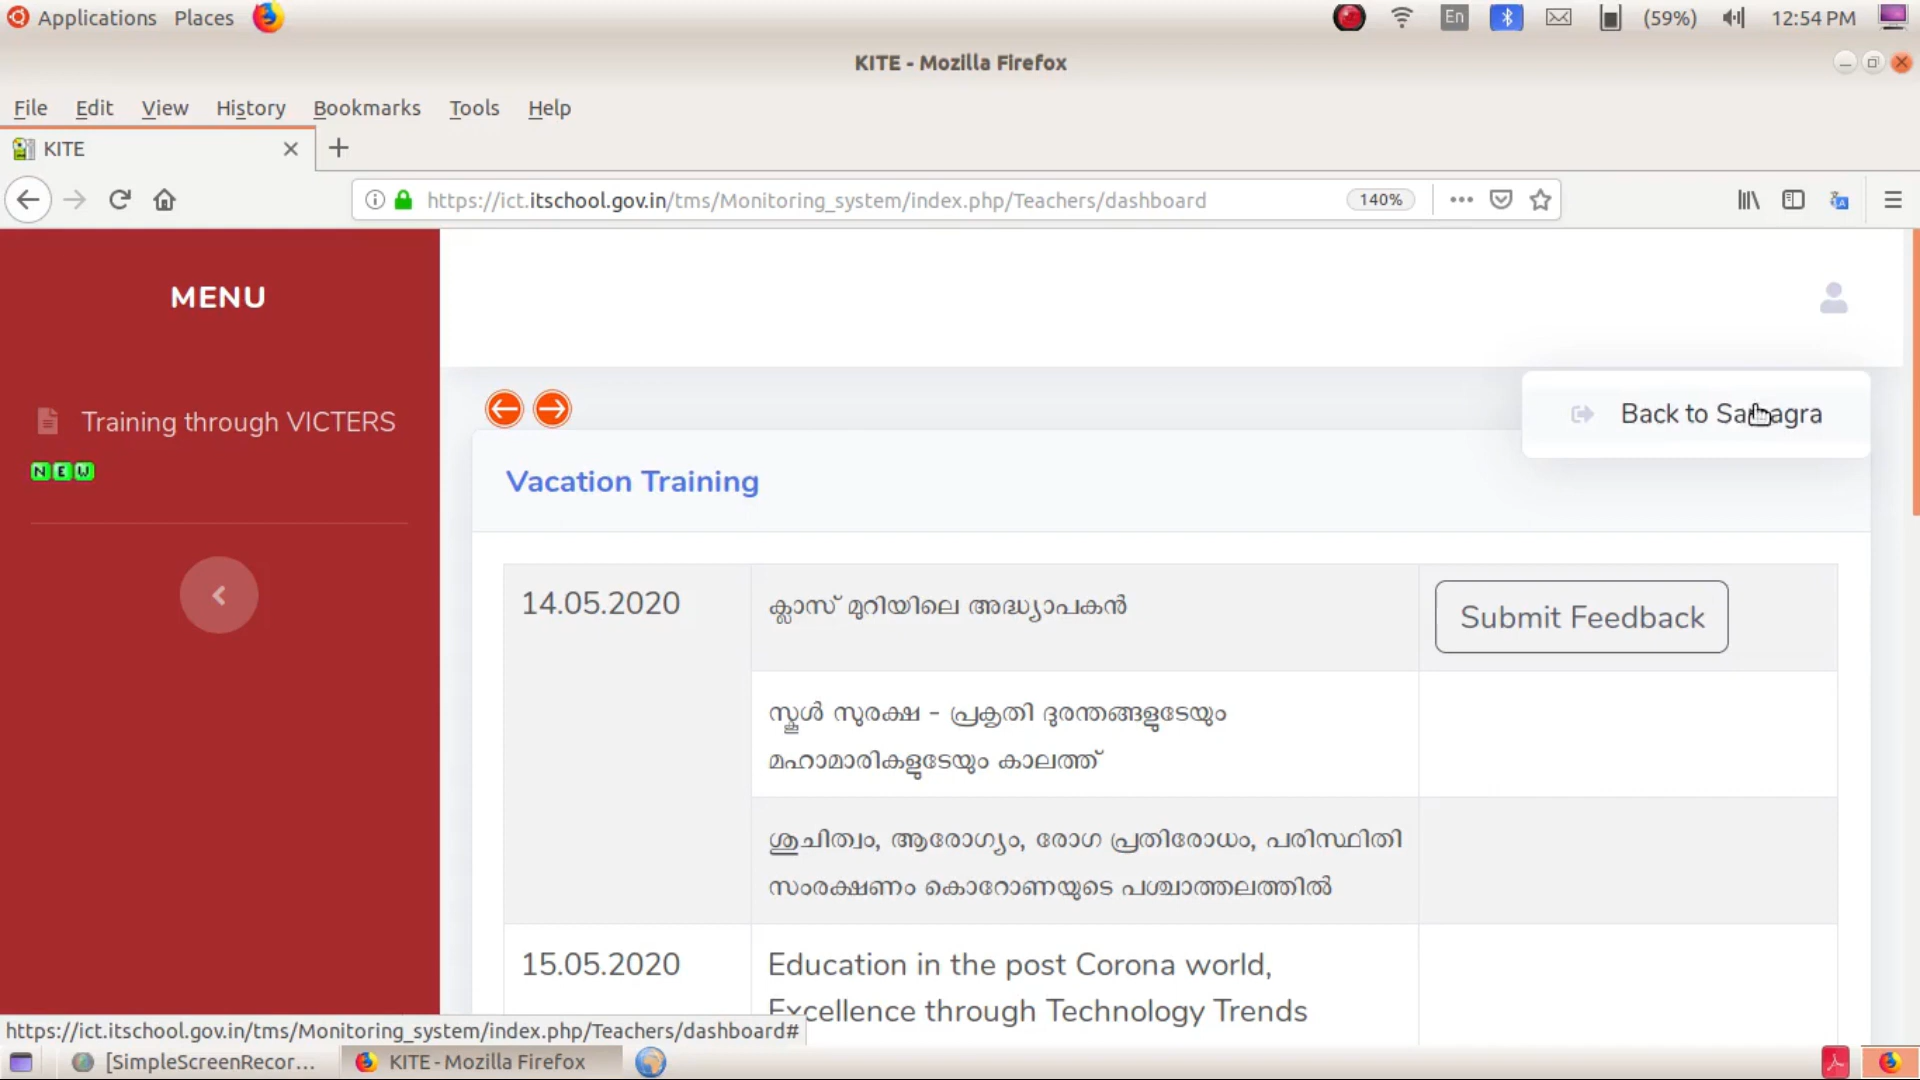 Applications Places
En
(59%)
12:54 PM
KITE - Mozilla Firefox
File Edit View History Bookmarks Tools Help
KITE
https://ict.itschool.gov.in/tms/Monitoring_system/index.php/Teachers/dashboard
140%
MENU
Training through VICTERS
NEW
Back to Samagra
Vacation Training
14.05.2020
ക്ലാസ് മുറിയിലെ അദ്ധ്യാപകൻ
Submit Feedback
സ്കൂൾ സുരക്ഷ - പ്രകൃതി ദുരന്തങ്ങളുടേയും
മഹാമാരികളുടേയും കാലത്ത്
ശുചിത്വം, ആരോഗ്യം, രോഗ പ്രതിരോധം, പരിസ്ഥിതി
സംരക്ഷണം കൊറോണയുടെ പശ്ചാത്തലത്തിൽ
15.05.2020
Education in the post Corona world,
Excellence through Technology Trends
https://ict.itschool.gov.in/tms/Monitoring_system/index.php/Teachers/dashboard#
[SimpleScreenRecor...
KITE - Mozilla Firefox